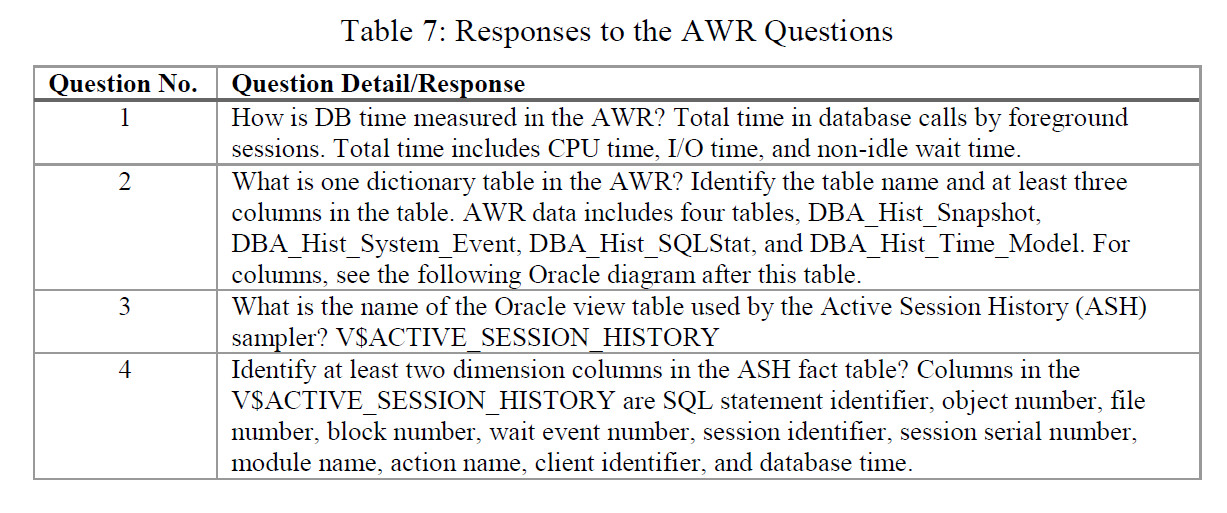 Table 7: Responses to the AWR Questions
Question No. Question Detail/Response
1 How is DB time measured in the AWR? Total time in database calls by foreground
sessions. Total time includes CPU time, I/O time, and non-idle wait time.
2 What is one dictionary table in the AWR? Identify the table name and at least three
columns in the table. AWR data includes four tables, DBA_Hist_Snapshot,
DBA_Hist_System_Event, DBA_Hist_SQLStat, and DBA_Hist_Time_Model. For
columns, see the following Oracle diagram after this table.
3 What is the name of the Oracle view table used by the Active Session History (ASH)
sampler? V$ACTIVE_SESSION_HISTORY
4 Identify at least two dimension columns in the ASH fact table? Columns in the
V$ACTIVE_SESSION_HISTORY are SQL statement identifier, object number, file
number, block number, wait event number, session identifier, session serial number,
module name, action name, client identifier, and database time.